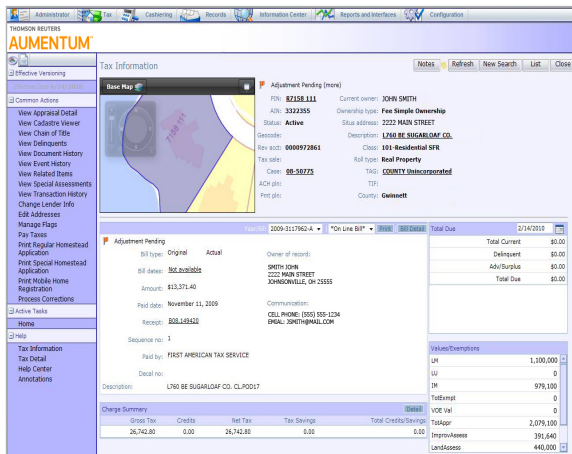 Administrator Tax Cashiering Records Information Center Reports and Interfaces Configuration
THOMSON REUTERS
AUMENTUM
Effective Versioning
Common Actions
View Appraisal Detail
View Cadastre Viewer
View Chain of Title
View Delinquents
View Document History
View Event History
View Related Items
View Special Assessments
View Transaction History
Change Lender Info
Edit Addresses
Manage Flags
Pay Taxes
Print Regular Homestead Application
Print Special Homestead Application
Print Mobile Home Registration
Process Corrections
Active Tasks
Home
Help
Tax Information
Tax Detail
Help Center
Annotations
Tax Information Notes Refresh New Search List Close
Base Map
R7158 111
Adjustment Pending (more)
PIN: R7158 111 Current owner: JOHN SMITH
AIN: 3322355 Ownership type: Fee Simple Ownership
Status: Active Situs address: 2222 MAIN STREET
Geocode: Description: L760 BE SUGARLOAF CO.
Rev acct: 0000972861 Class: 101-Residential SFR
Tax sale: Roll type: Real Property
Case: 08-50775 TAG: COUNTY Unincorporated
ACH pln: TIF:
Pmt pln: County: Gwinnett
Year/Bill 2009-3117962-A *On Line Bill* Print Bill Detail
Adjustment Pending
Bill type: Original Actual Owner of record:
Bill dates: Not available SMITH JOHN
2222 MAIN STREET
JOHNSONVILLE, OH 25555
Amount: $13,371.40
Paid date: November 11, 2009 Communication:
CELL PHONE: (555) 555-1234
EMIAL: JSMITH@MAIL.COM
Receipt: B08.149420
Sequence no: 1
Paid by: FIRST AMERICAN TAX SERVICE
Decal no:
Description: L760 BE SUGARLOAF CO. CL.POD17
Charge Summary Detail
Gross Tax Credits Net Tax Tax Savings Total Credits/Savings
26,742.80 0.00 26,742.80 0.00 0.00
Total Due 2/14/2010
Total Current $0.00
Delinquent $0.00
Adv/Surplus $0.00
Total Due $0.00
Values/Exemptions
LM 1,100,000
LU 0
IM 979,100
TotExmpt 0
VOE Val 0
TotAppr 2,079,100
ImprovAssess 391,640
LandAssess 440,000